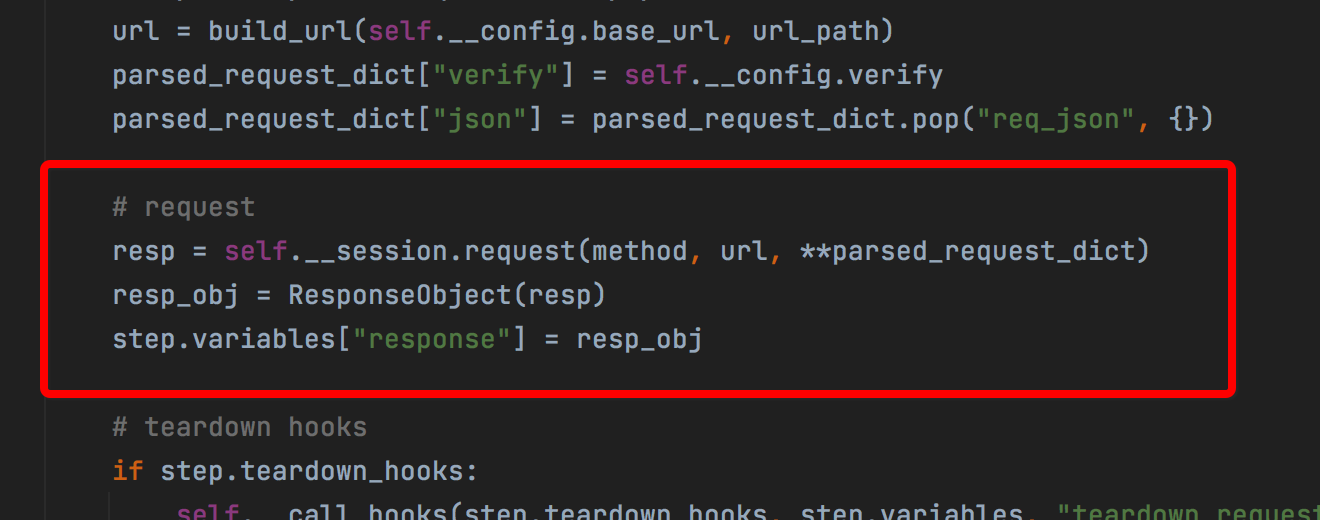 url = build_url(self.__config.base_url, url_path)
parsed_request_dict["verify"] = self.__config.verify
parsed_request_dict["json"] = parsed_request_dict.pop("req_json", {})
# request
resp = self.__session.request(method, url, **parsed_request_dict)
resp_obj = ResponseObject(resp)
step.variables["response"] = resp_obj
# teardown hooks
if step.teardown_hooks:
self.__call_hooks(step.teardown_hooks, step.variables, "teardown_request